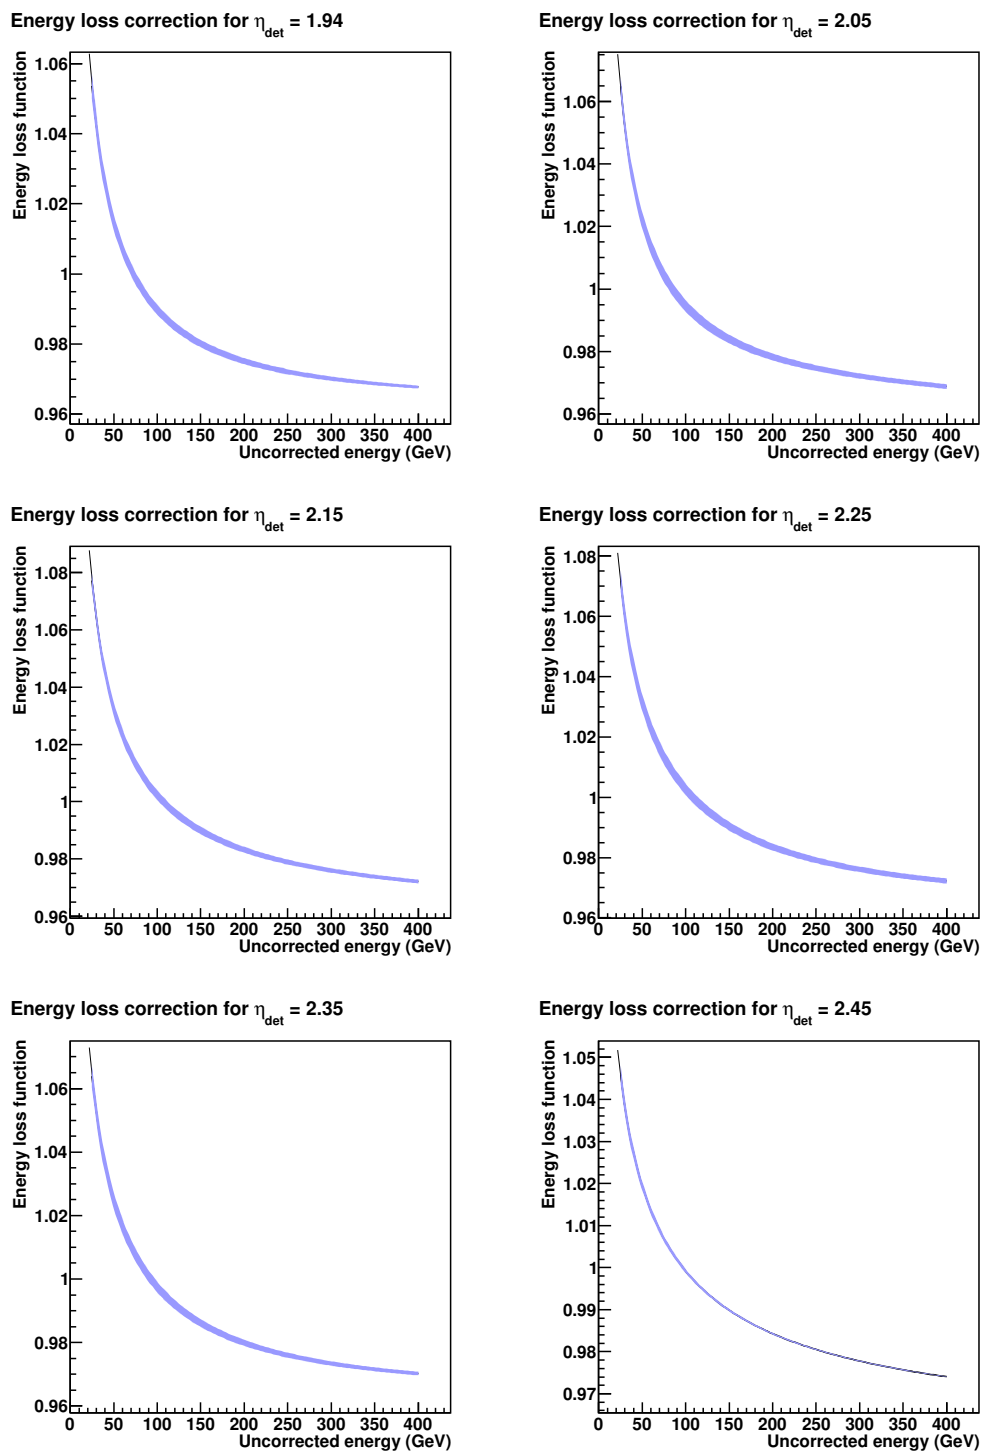 Energy loss correction for ηdet = 1.94
Energy loss function
1.06
1.04
1.02
1
0.98
0.96
0 50 100 150 200 250 300 350 400
Uncorrected energy (GeV)
Energy loss correction for ηdet = 2.05
Energy loss function
1.06
1.04
1.02
1
0.98
0.96
0 50 100 150 200 250 300 350 400
Uncorrected energy (GeV)
Energy loss correction for ηdet = 2.15
Energy loss function
1.08
1.06
1.04
1.02
1
0.98
0.96
0 50 100 150 200 250 300 350 400
Uncorrected energy (GeV)
Energy loss correction for ηdet = 2.25
Energy loss function
1.08
1.06
1.04
1.02
1
0.98
0.96
0 50 100 150 200 250 300 350 400
Uncorrected energy (GeV)
Energy loss correction for ηdet = 2.35
Energy loss function
1.06
1.04
1.02
1
0.98
0.96
0 50 100 150 200 250 300 350 400
Uncorrected energy (GeV)
Energy loss correction for ηdet = 2.45
Energy loss function
1.05
1.04
1.03
1.02
1.01
1
0.99
0.98
0.97
0 50 100 150 200 250 300 350 400
Uncorrected energy (GeV)